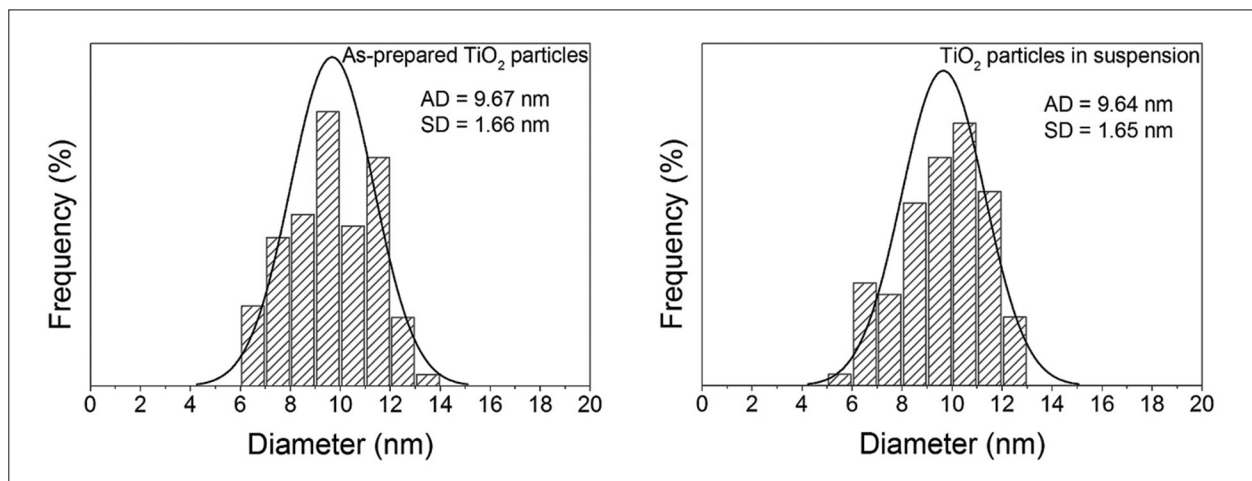 As-prepared TiO₂ particles
AD = 9.67 nm
SD = 1.66 nm
Frequency (%)
0 2 4 6 8 10 12 14 16 18 20
Diameter (nm)
TiO₂ particles in suspension
AD = 9.64 nm
SD = 1.65 nm
Frequency (%)
0 2 4 6 8 10 12 14 16 18 20
Diameter (nm)